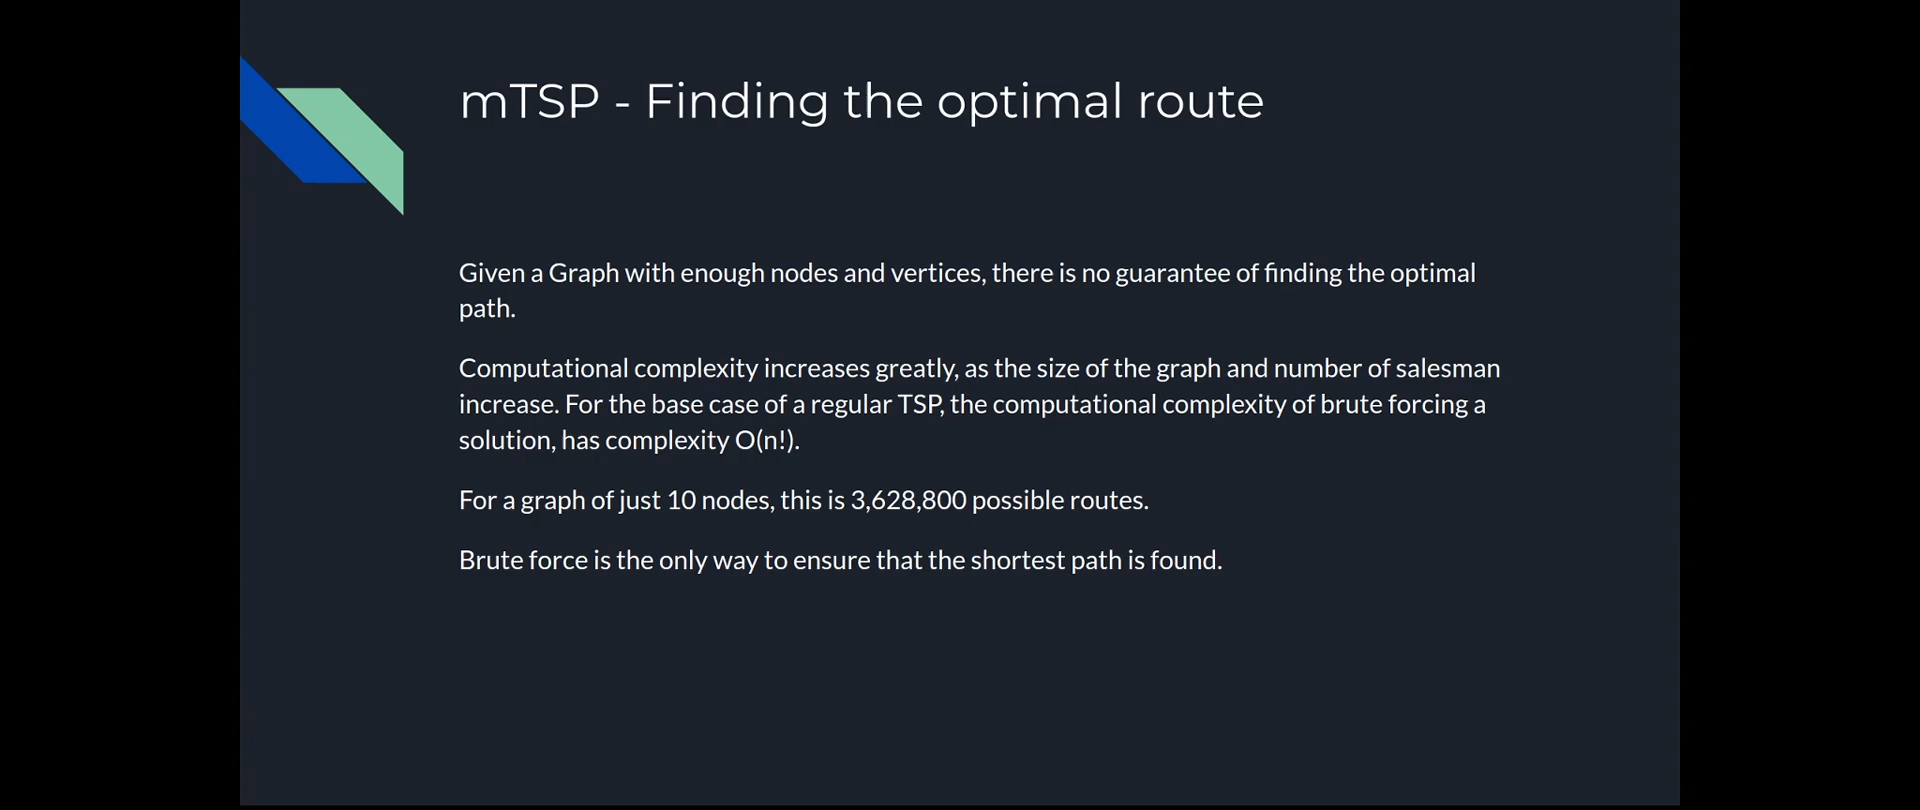 mTSP - Finding the optimal route
Given a Graph with enough nodes and vertices, there is no guarantee of finding the optimal
path.
Computational complexity increases greatly, as the size of the graph and number of salesman
increase. For the base case of a regular TSP, the computational complexity of brute forcing a
solution, has complexity O(n!).
For a graph of just 10 nodes, this is 3,628,800 possible routes.
Brute force is the only way to ensure that the shortest path is found.